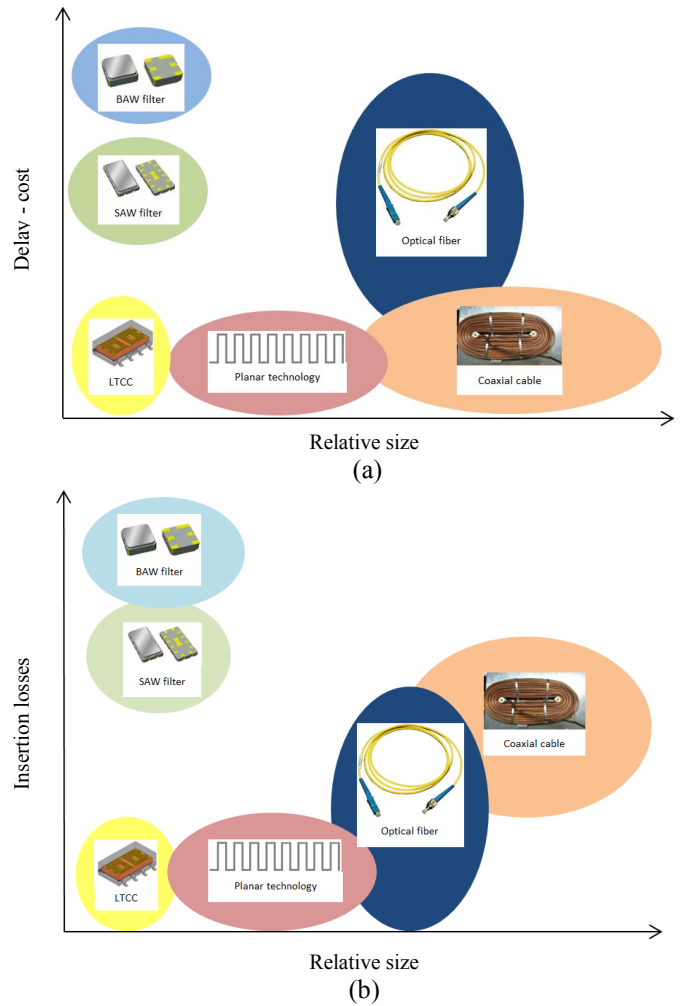 Delay - cost
BAW filter
SAW filter
Optical fiber
LTCC
Planar technology
Coaxial cable
Relative size
(a)
Insertion losses
BAW filter
SAW filter
Coaxial cable
Optical fiber
LTCC
Planar technology
Relative size
(b)